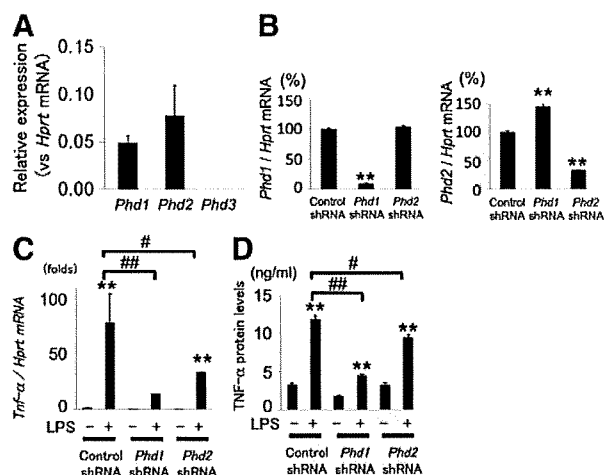 A
Relative expression
(vs Hprt mRNA)
0.15
0.10
0.05
0.00
Phd1 Phd2 Phd3
B
(%)
Phd1 / Hprt mRNA
150
100
50
0
**
Control shRNA
Phd1 shRNA
Phd2 shRNA
(%)
Phd2 / Hprt mRNA
150
100
50
0
**
**
Control shRNA
Phd1 shRNA
Phd2 shRNA
C
(folds)
Tnf-α / Hprt mRNA
100
50
0
#
##
**
**
− + − + − +
LPS
Control shRNA
Phd1 shRNA
Phd2 shRNA
D
(ng/ml)
TNF-α protein levels
15
10
5
0
#
##
**
**
**
− + − + − +
LPS
Control shRNA
Phd1 shRNA
Phd2 shRNA